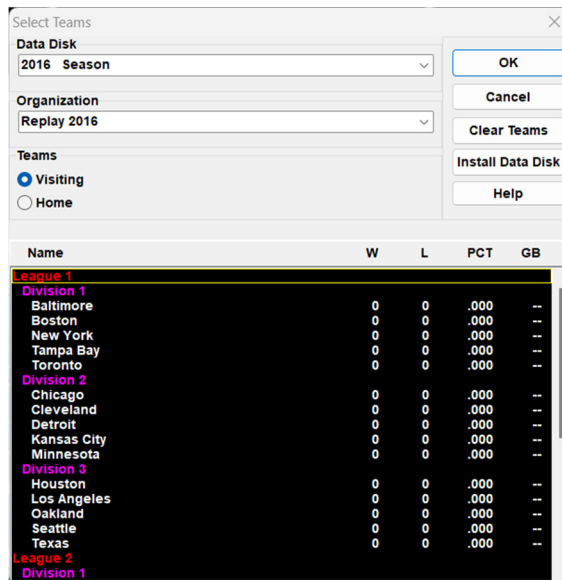 Select Teams
Data Disk
2016 Season
OK
Organization
Cancel
Replay 2016
Clear Teams
Teams
Install Data Disk
Visiting
Help
Home
Name W L PCT GB
League 1
Division 1
Baltimore 0 0 .000 --
Boston 0 0 .000 --
New York 0 0 .000 --
Tampa Bay 0 0 .000 --
Toronto 0 0 .000 --
Division 2
Chicago 0 0 .000 --
Cleveland 0 0 .000 --
Detroit 0 0 .000 --
Kansas City 0 0 .000 --
Minnesota 0 0 .000 --
Division 3
Houston 0 0 .000 --
Los Angeles 0 0 .000 --
Oakland 0 0 .000 --
Seattle 0 0 .000 --
Texas 0 0 .000 --
League 2
Division 1